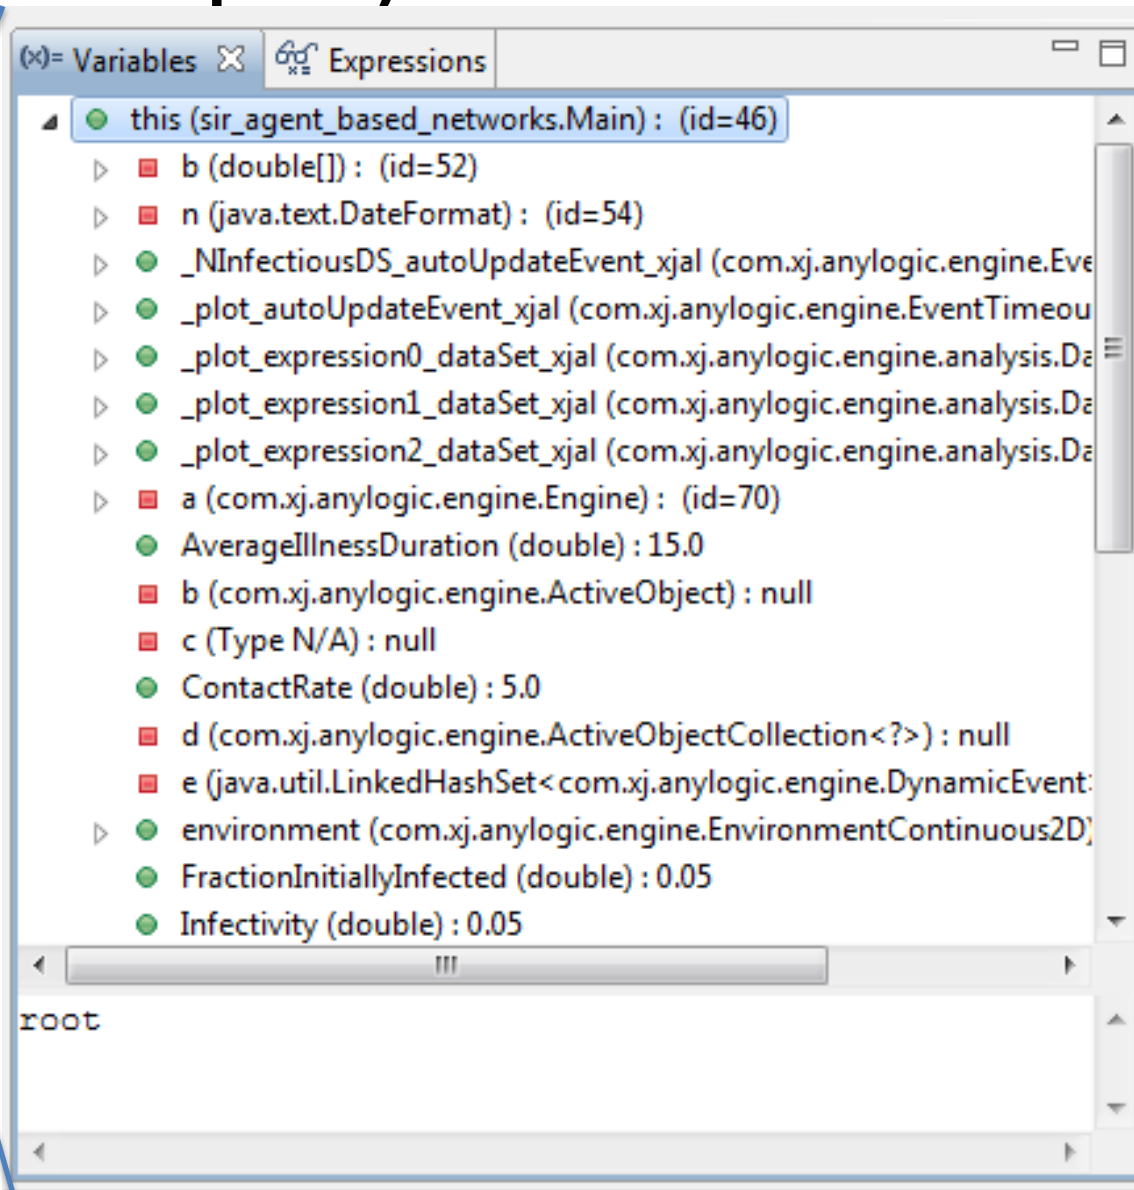 (x)= Variables Expressions
this (sir_agent_based_networks.Main) : (id=46)
b (double[]) : (id=52)
n (java.text.DateFormat) : (id=54)
_NInfectiousDS_autoUpdateEvent_xjal (com.xj.anylogic.engine.Eve
_plot_autoUpdateEvent_xjal (com.xj.anylogic.engine.EventTimeou
_plot_expression0_dataSet_xjal (com.xj.anylogic.engine.analysis.Da
_plot_expression1_dataSet_xjal (com.xj.anylogic.engine.analysis.Da
_plot_expression2_dataSet_xjal (com.xj.anylogic.engine.analysis.Da
a (com.xj.anylogic.engine.Engine) : (id=70)
AverageIllnessDuration (double) : 15.0
b (com.xj.anylogic.engine.ActiveObject) : null
c (Type N/A) : null
ContactRate (double) : 5.0
d (com.xj.anylogic.engine.ActiveObjectCollection<?>) : null
e (java.util.LinkedHashSet<com.xj.anylogic.engine.DynamicEvent>
environment (com.xj.anylogic.engine.EnvironmentContinuous2D)
FractionInitiallyInfected (double) : 0.05
Infectivity (double) : 0.05
root